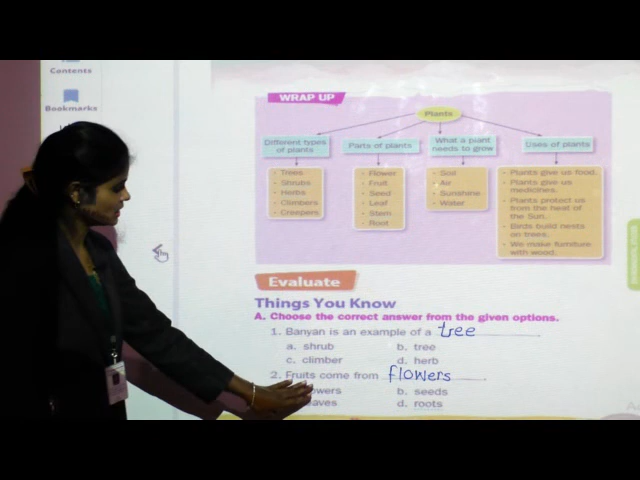 Contents
Bookmarks
WRAP UP
Plants
Different types
of plants
- Trees
- Shrubs
- Herbs
- Climbers
- Creepers
Parts of plants
- Flower
- Fruit
- Seed
- Leaf
- Stem
- Root
What a plant
needs to grow
- Soil
- Air
- Sunshine
- Water
Uses of plants
- Plants give us food.
- Plants give us
medicines.
- Plants protect us
from the heat of
the Sun.
- Birds build nests
on trees.
- We make furniture
with wood.
Evaluate
Things You Know
A. Choose the correct answer from the given options.
1. Banyan is an example of a tree
a. shrub b. tree
c. climber d. herb
2. Fruits come from flowers.
b. seeds
d. roots